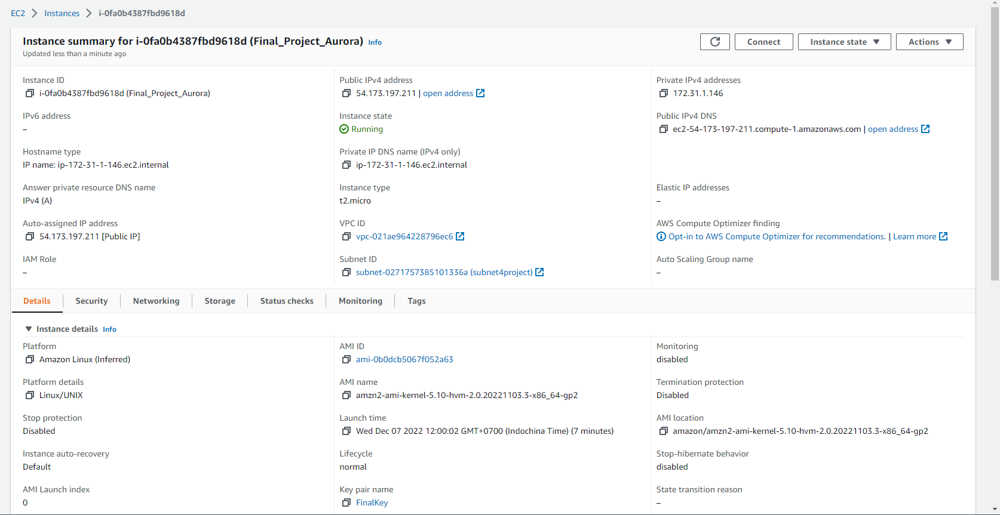 EC2 > Instances > i-0fa0b4387fbd9618d
Instance summary for i-0fa0b4387fbd9618d (Final_Project_Aurora) Info
Updated less than a minute ago
Connect
Instance state
Actions
Instance ID
i-0fa0b4387fbd9618d (Final_Project_Aurora)
Public IPv4 address
54.173.197.211 | open address
Private IPv4 addresses
172.31.1.146
IPv6 address
–
Instance state
Running
Public IPv4 DNS
ec2-54-173-197-211.compute-1.amazonaws.com | open address
Hostname type
IP name: ip-172-31-1-146.ec2.internal
Private IP DNS name (IPv4 only)
ip-172-31-1-146.ec2.internal
Answer private resource DNS name
IPv4 (A)
Instance type
t2.micro
Elastic IP addresses
–
Auto-assigned IP address
54.173.197.211 [Public IP]
VPC ID
vpc-021ae964228796ec6
AWS Compute Optimizer finding
Opt-in to AWS Compute Optimizer for recommendations. | Learn more
IAM Role
–
Subnet ID
subnet-0271757385101336a (subnet4project)
Auto Scaling Group name
–
Details
Security
Networking
Storage
Status checks
Monitoring
Tags
Instance details Info
Platform
Amazon Linux (Inferred)
AMI ID
ami-0b0dcb5067f052a63
Monitoring
disabled
Platform details
Linux/UNIX
AMI name
amzn2-ami-kernel-5.10-hvm-2.0.20221103.3-x86_64-gp2
Termination protection
Disabled
Stop protection
Disabled
Launch time
Wed Dec 07 2022 12:00:02 GMT+0700 (Indochina Time) (7 minutes)
AMI location
amazon/amzn2-ami-kernel-5.10-hvm-2.0.20221103.3-x86_64-gp2
Instance auto-recovery
Default
Lifecycle
normal
Stop-hibernate behavior
disabled
AMI Launch index
0
Key pair name
FinalKey
State transition reason
–